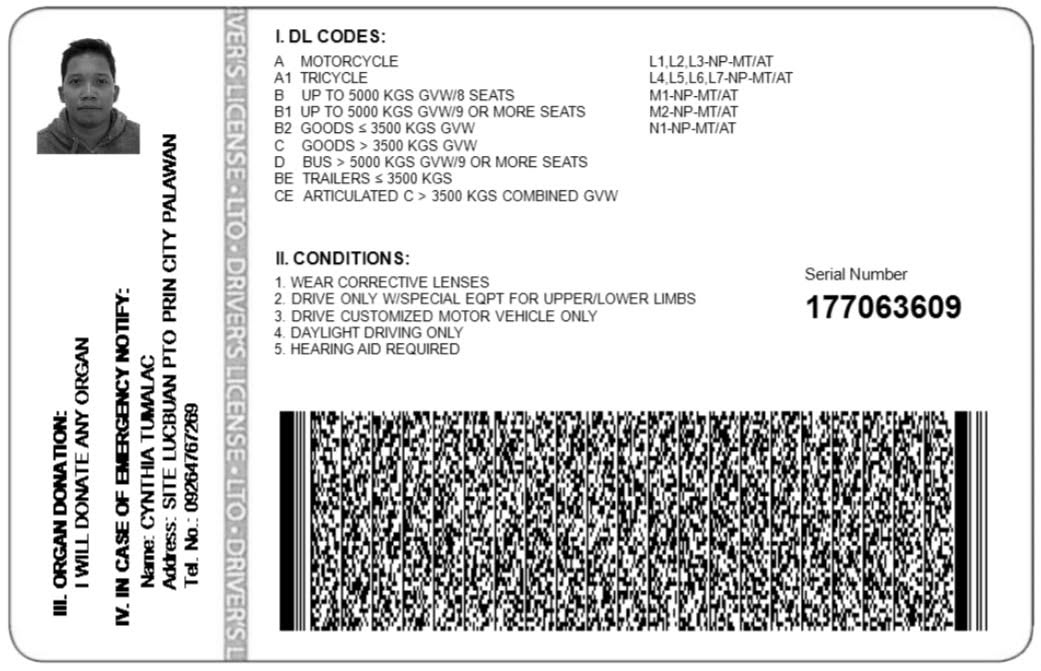 I. DL CODES:
A MOTORCYCLE L1,L2,L3-NP-MT/AT
A1 TRICYCLE L4,L5,L6,L7-NP-MT/AT
B UP TO 5000 KGS GVW/8 SEATS M1-NP-MT/AT
B1 UP TO 5000 KGS GVW/9 OR MORE SEATS M2-NP-MT/AT
B2 GOODS ≤ 3500 KGS GVW N1-NP-MT/AT
C GOODS > 3500 KGS GVW
D BUS > 5000 KGS GVW/9 OR MORE SEATS
BE TRAILERS ≤ 3500 KGS
CE ARTICULATED C > 3500 KGS COMBINED GVW
II. CONDITIONS:
1. WEAR CORRECTIVE LENSES
2. DRIVE ONLY W/SPECIAL EQPT FOR UPPER/LOWER LIMBS
3. DRIVE CUSTOMIZED MOTOR VEHICLE ONLY
4. DAYLIGHT DRIVING ONLY
5. HEARING AID REQUIRED
Serial Number
177063609
III. ORGAN DONATION:
I WILL DONATE ANY ORGAN
IV. IN CASE OF EMERGENCY NOTIFY:
Name: CYNTHIA TUMALAC
Address: SITE LUCBUAN PTO PRIN CITY PALAWAN
Tel. No.: 09264767269
DRIVER'S LICENSE • LTO • DRIVER'S LICENSE • LTO • DRIVER'S L